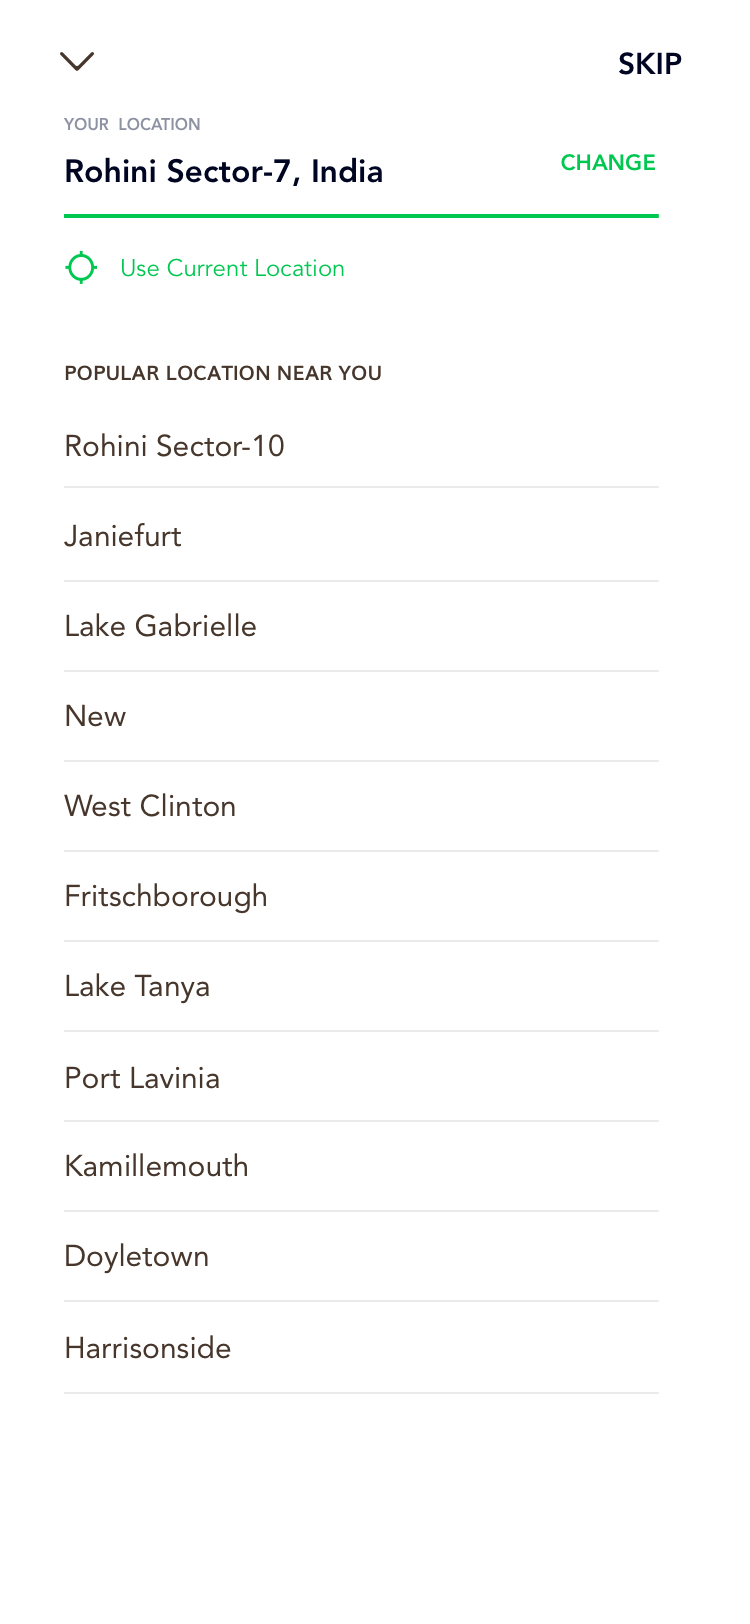 SKIP
YOUR LOCATION
Rohini Sector-7, India
CHANGE
Use Current Location
POPULAR LOCATION NEAR YOU
Rohini Sector-10
Janiefurt
Lake Gabrielle
New
West Clinton
Fritschborough
Lake Tanya
Port Lavinia
Kamillemouth
Doyletown
Harrisonside